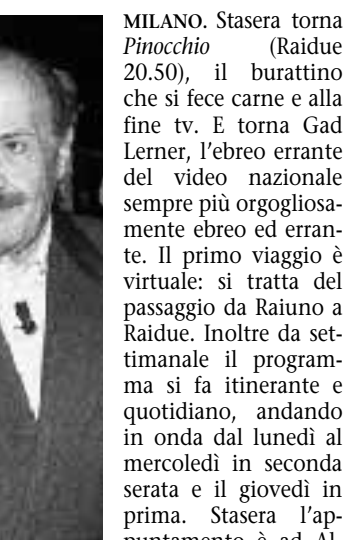 MILANO. Stasera torna
Pinocchio (Raidue
20.50), il burattino
che si fece carne e alla
fine tv. E torna Gad
Lerner, l'ebreo errante
del video nazionale
sempre più orgogliosa-
mente ebreo ed erran-
te. Il primo viaggio è
virtuale: si tratta del
passaggio da Raiuno a
Raidue. Inoltre da set-
timanale il program-
ma si fa itinerante e
quotidiano, andando
in onda dal lunedì al
mercoledì in seconda
serata e il giovedì in
prima. Stasera l'ap-
puntamento è ad Al-